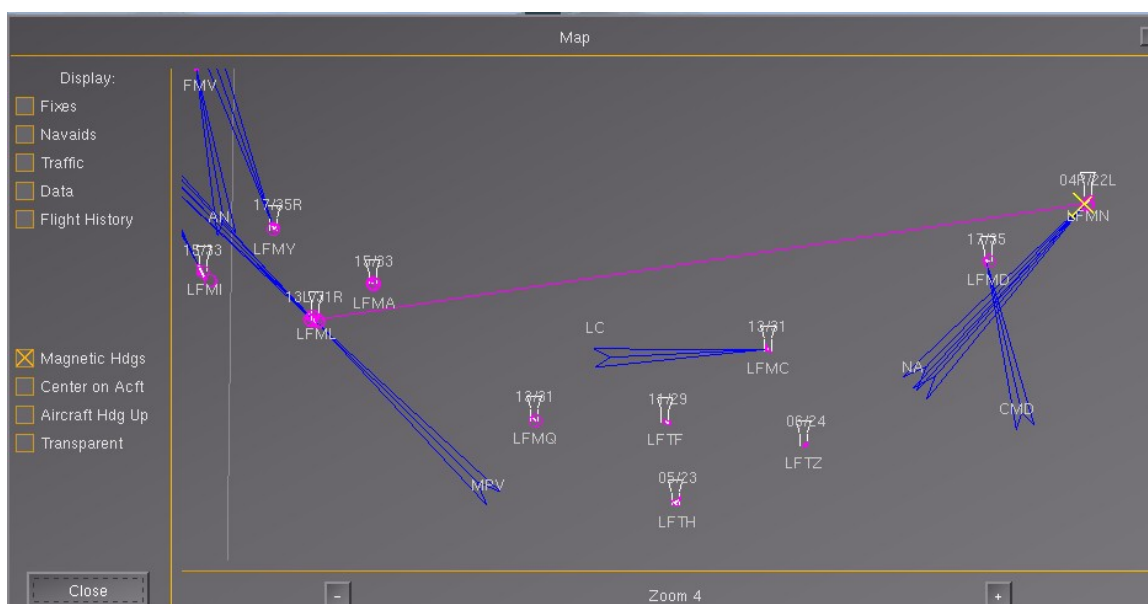 Map
Display:
Fixes
Navaids
Traffic
Data
Flight History
Magnetic Hdgs
Center on Acft
Aircraft Hdg Up
Transparent
Close
FMV
AN
17/35R
LFMY
15/33
LFMI
15/33
LFMA
LFML
04R/22L
LFMN
17/35
LFMD
LC
13/31
LFMC
NA
CMD
13/31
LFMQ
11/29
LFTF
06/24
LFTZ
MPV
05/23
LFTH
-
Zoom 4
+